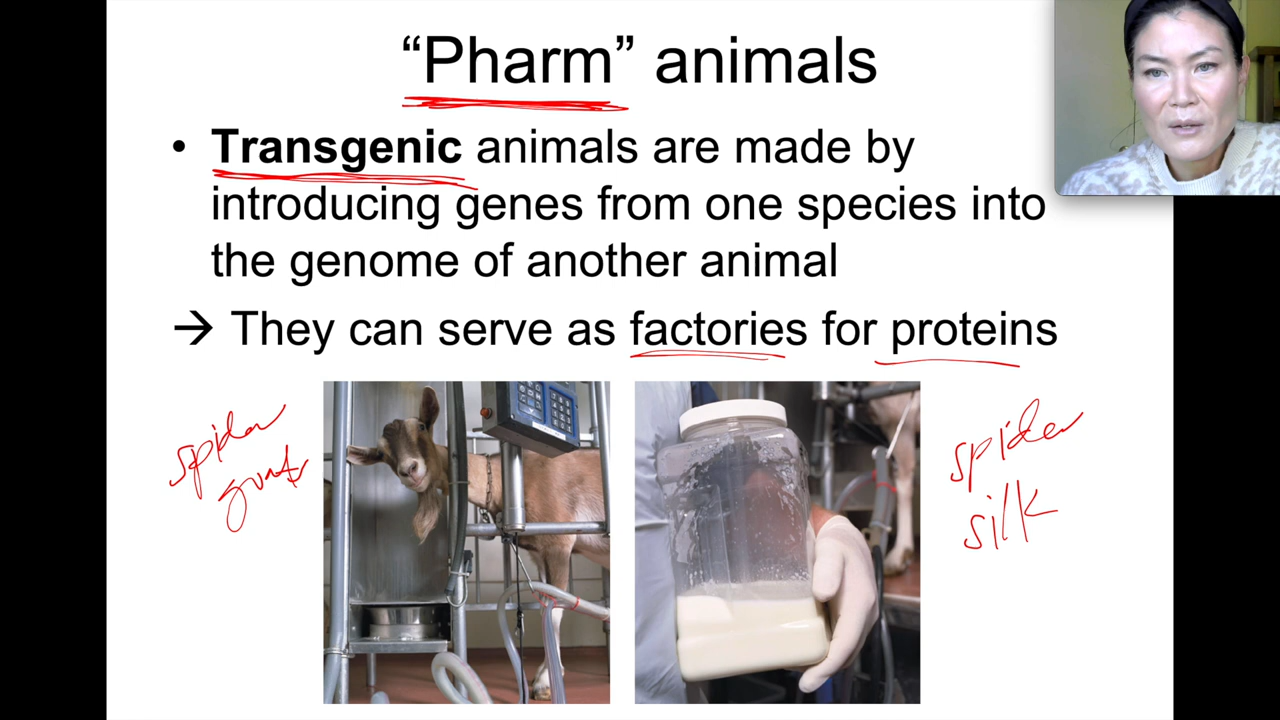 “Pharm” animals
• Transgenic animals are made by
introducing genes from one species into
the genome of another animal
→ They can serve as factories for proteins
spider
goats
spider
silk